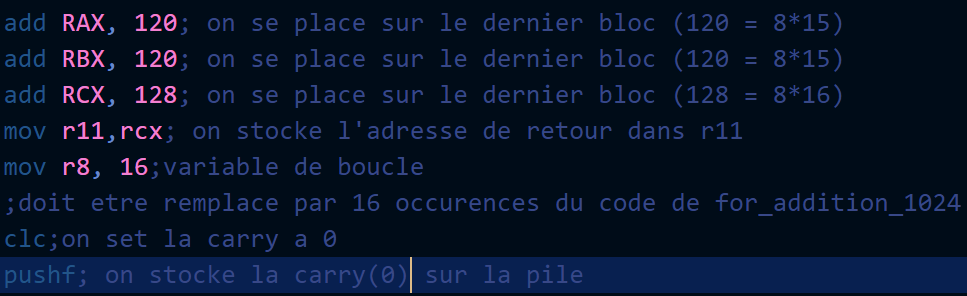 add RAX, 120; on se place sur le dernier bloc (120 = 8*15)
add RBX, 120; on se place sur le dernier bloc (120 = 8*15)
add RCX, 128; on se place sur le dernier bloc (128 = 8*16)
mov r11,rcx; on stocke l'adresse de retour dans r11
mov r8, 16;variable de boucle
;doit etre remplace par 16 occurences du code de for_addition_1024
clc;on set la carry a 0
pushf; on stocke la carry(0) sur la pile